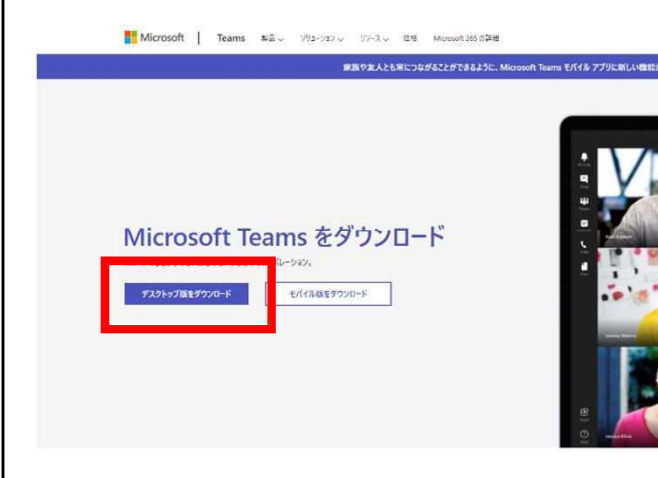 Microsoft | Teams 製品 ソリューション リソース 価格 Microsoft 365 の詳細
家族や友人とも常につながることができるように、Microsoft Teams モバイル アプリに新しい機能が
Microsoft Teams をダウンロード
レーション。
デスクトップ版をダウンロード モバイル版をダウンロード